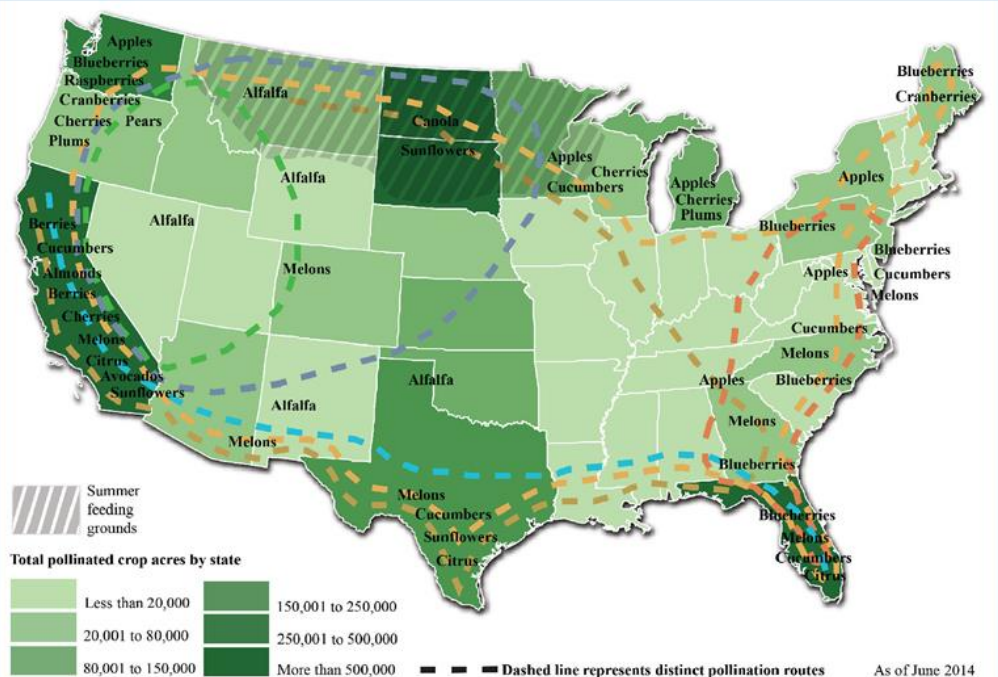 Apples
Blueberries
Raspberries
Cranberries
Cherries Pears
Plums
Alfalfa
Canola
Sunflowers
Alfalfa
Alfalfa
Melons
Apples
Cherries
Cucumbers
Apples
Cherries
Plums
Blueberries
Cranberries
Apples
Blueberries
Blueberries
Apples
Cucumbers
Melons
Cucumbers
Melons
Apples
Blueberries
Melons
Blueberries
Berries
Cucumbers
Almonds
Berries
Cherries
Melons
Citrus
Avocados
Sunflowers
Alfalfa
Alfalfa
Melons
Melons
Cucumbers
Sunflowers
Citrus
Blueberries
Melons
Cucumbers
Citrus
Summer
feeding
grounds
Total pollinated crop acres by state
Less than 20,000
20,001 to 80,000
80,001 to 150,000
150,001 to 250,000
250,001 to 500,000
More than 500,000
Dashed line represents distinct pollination routes
As of June 2014